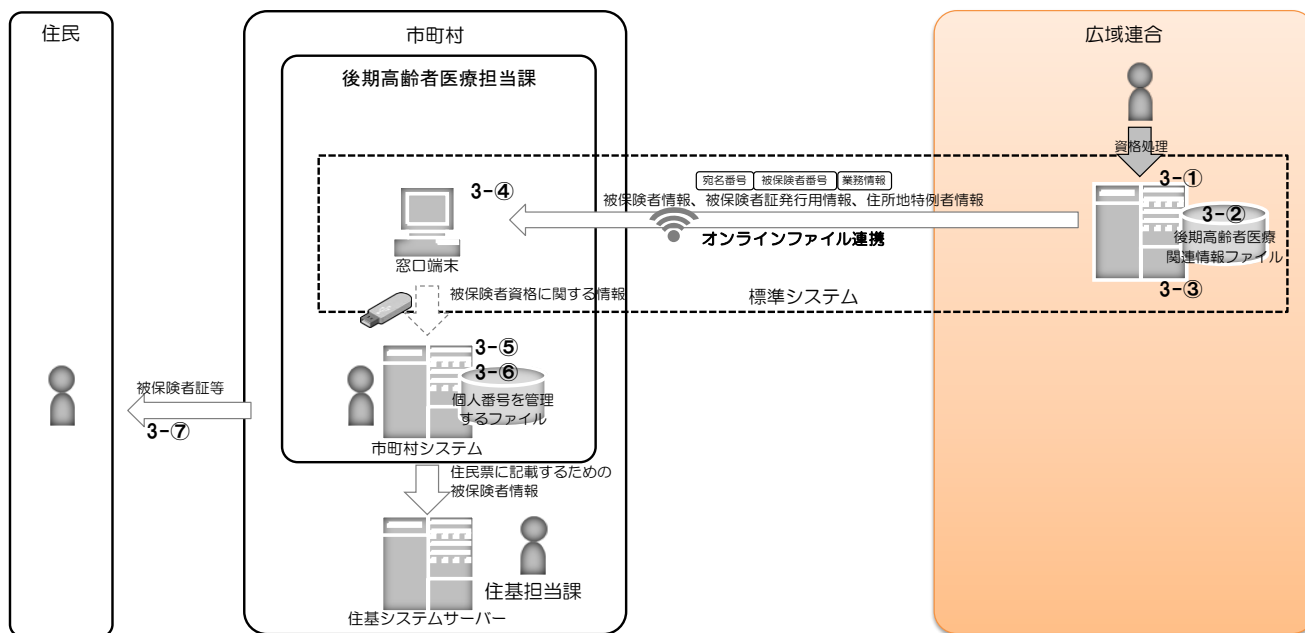 住民
市町村
広域連合
後期高齢者医療担当課
資格処理
3-①
3-②
後期高齢者医療
関連情報ファイル
3-③
宛名番号 被保険者番号 業務情報
被保険者情報、被保険者証発行用情報、住所地特例者情報
オンラインファイル連携
3-④
窓口端末
標準システム
被保険者資格に関する情報
3-⑤
3-⑥
個人番号を管理
するファイル
市町村システム
被保険者証等
3-⑦
住民票に記載するための
被保険者情報
住基担当課
住基システムサーバー